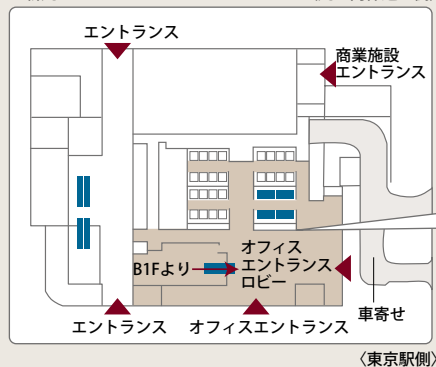 エントランス
商業施設
エントランス
オフィス
エントランス
ロビー
B1Fより
車寄せ
エントランス
オフィスエントランス
〈東京駅側〉